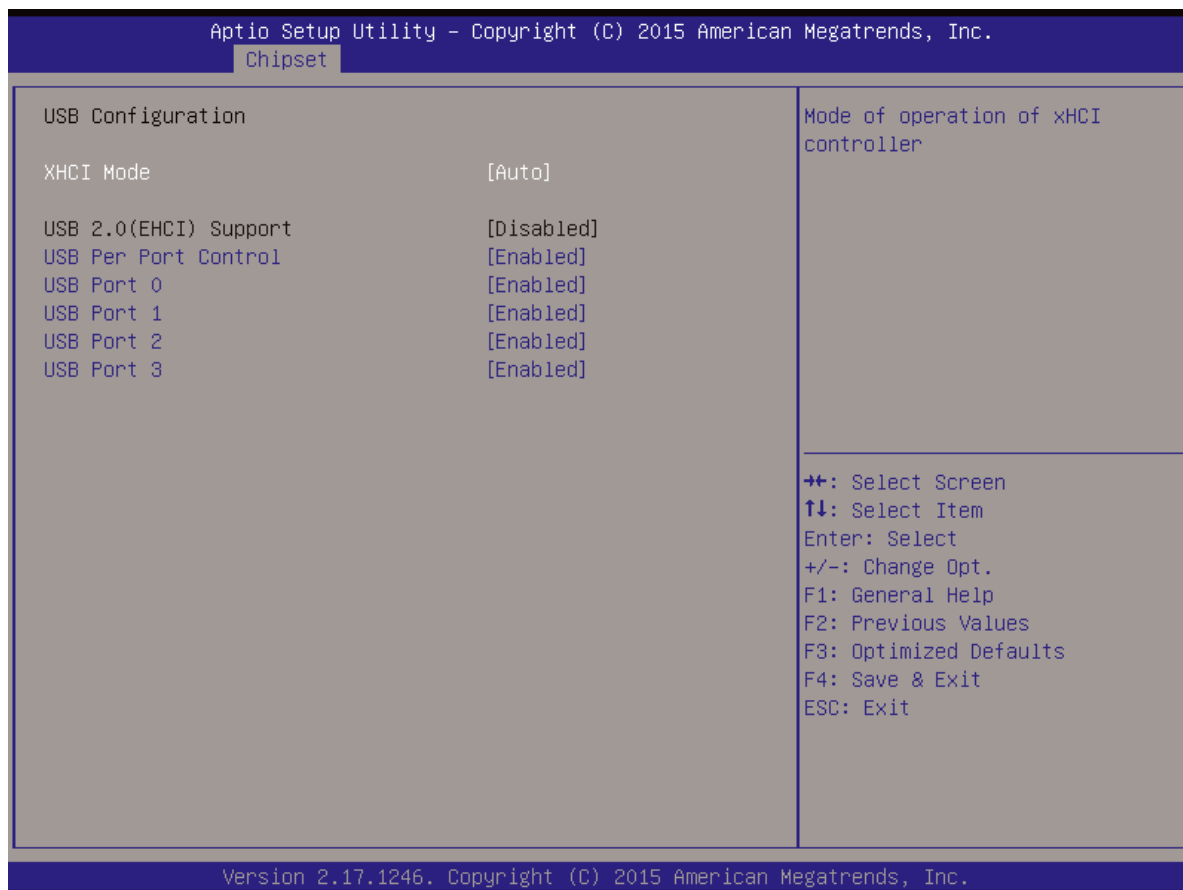 Aptio Setup Utility – Copyright (C) 2015 American Megatrends, Inc.
Chipset
USB Configuration
XHCI Mode [Auto]
USB 2.0(EHCI) Support [Disabled]
USB Per Port Control [Enabled]
USB Port 0 [Enabled]
USB Port 1 [Enabled]
USB Port 2 [Enabled]
USB Port 3 [Enabled]
Mode of operation of xHCI
controller
→←: Select Screen
↑↓: Select Item
Enter: Select
+/-: Change Opt.
F1: General Help
F2: Previous Values
F3: Optimized Defaults
F4: Save & Exit
ESC: Exit
Version 2.17.1246. Copyright (C) 2015 American Megatrends, Inc.